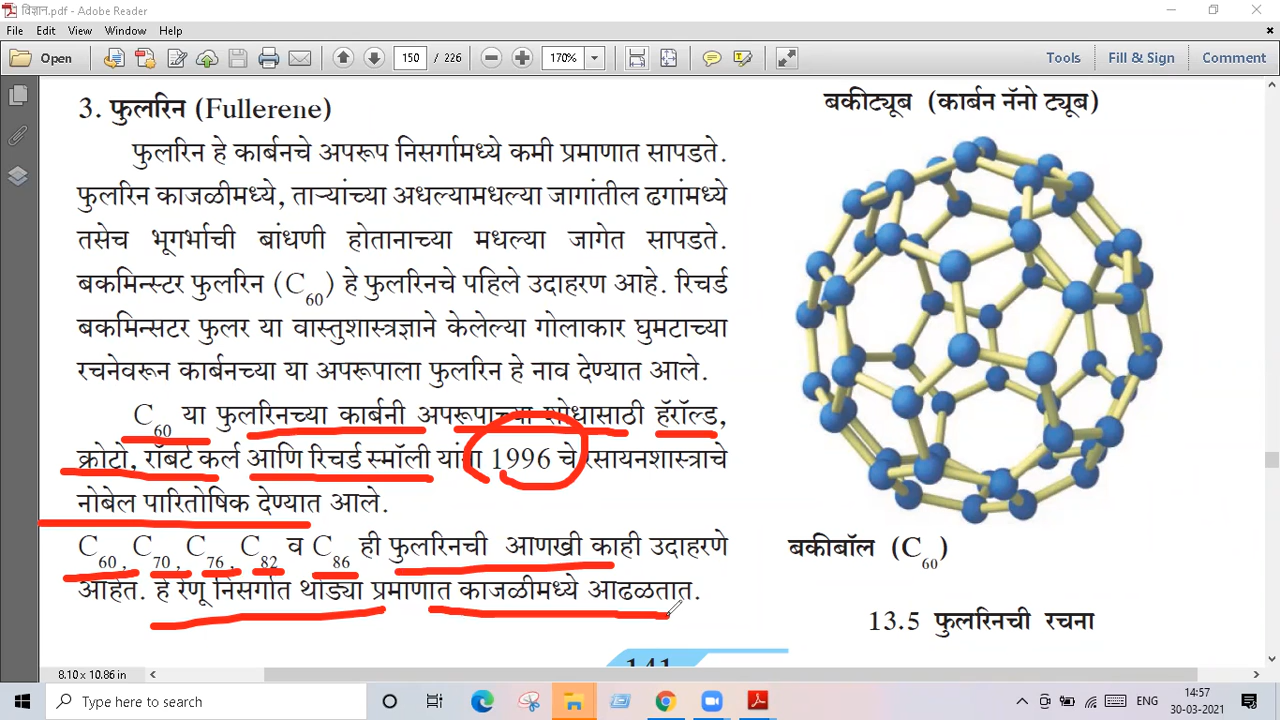 विज्ञान.pdf - Adobe Reader
File Edit View Window Help
Open 150 / 226 170% Tools Fill & Sign Comment
3. फुलरिन (Fullerene)
फुलरिन हे कार्बनचे अपरूप निसर्गामध्ये कमी प्रमाणात सापडते.
फुलरिन काजळीमध्ये, ताऱ्यांच्या अधल्यामधल्या जागांतील ढगांमध्ये
तसेच भूगर्भाची बांधणी होतानाच्या मधल्या जागेत सापडते.
बकमिन्स्टर फुलरिन (C60) हे फुलरिनचे पहिले उदाहरण आहे. रिचर्ड
बकमिन्सटर फुलर या वास्तुशास्त्रज्ञाने केलेल्या गोलाकार घुमटाच्या
रचनेवरून कार्बनच्या या अपरूपाला फुलरिन हे नाव देण्यात आले.
C60 या फुलरिनच्या कार्बनी अपरूपाच्या शोधासाठी हॅरॉल्ड,
क्रोटो, रॉबर्ट कर्ल आणि रिचर्ड स्मॉली यांना 1996 चे रसायनशास्त्राचे
नोबेल पारितोषिक देण्यात आले.
C60, C70, C76, C82 व C86 ही फुलरिनची आणखी काही उदाहरणे
आहेत. हे रेणू निसर्गात थोड्या प्रमाणात काजळीमध्ये आढळतात.
141
बकीट्यूब (कार्बन नॅनो ट्यूब)
बकीबॉल (C60)
13.5 फुलरिनची रचना
8.10 x 10.86 in
Type here to search
ENG
14:57
30-03-2021